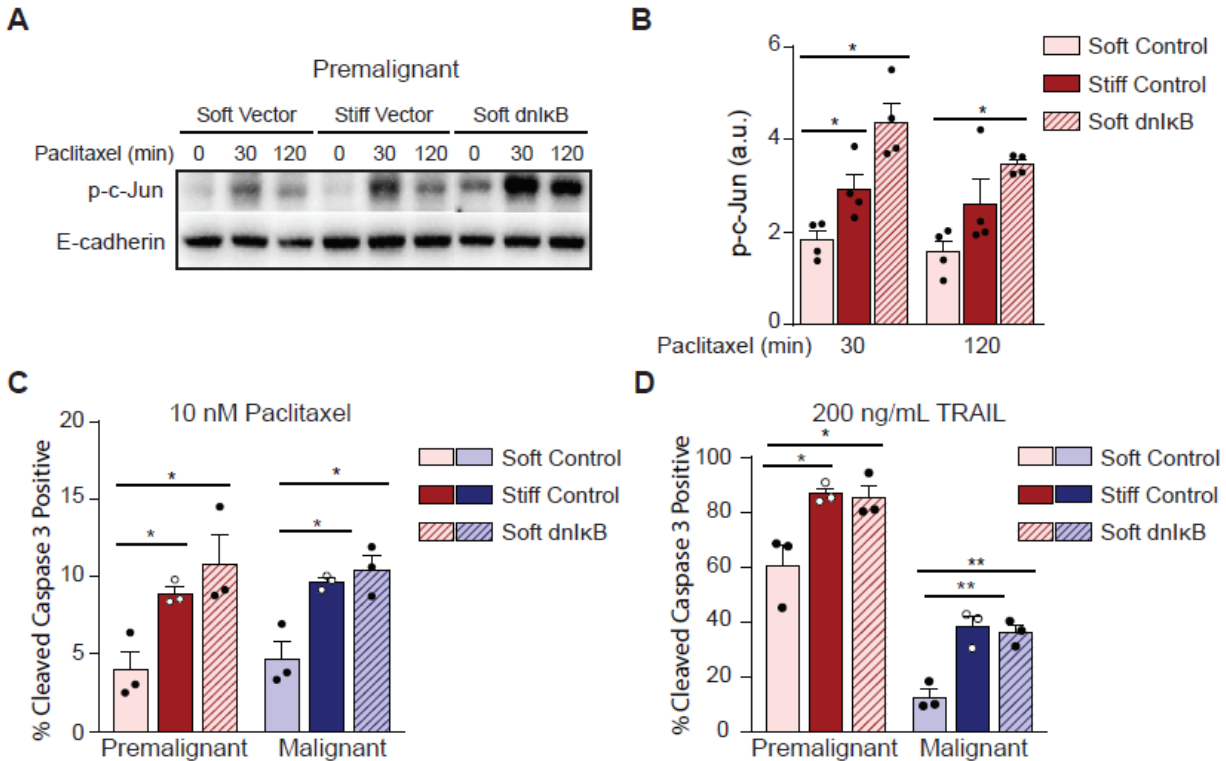 A
Premalignant
Soft Vector Stiff Vector Soft dnIκB
Paclitaxel (min) 0 30 120 0 30 120 0 30 120
p-c-Jun
E-cadherin
B
Soft Control
Stiff Control
Soft dnIκB
p-c-Jun (a.u.)
6
4
2
0
* * *
Paclitaxel (min) 30 120
C
10 nM Paclitaxel
Soft Control
Stiff Control
Soft dnIκB
% Cleaved Caspase 3 Positive
20
15
10
5
0
* * * *
Premalignant Malignant
D
200 ng/mL TRAIL
Soft Control
Stiff Control
Soft dnIκB
% Cleaved Caspase 3 Positive
100
80
60
40
20
0
* * ** **
Premalignant Malignant